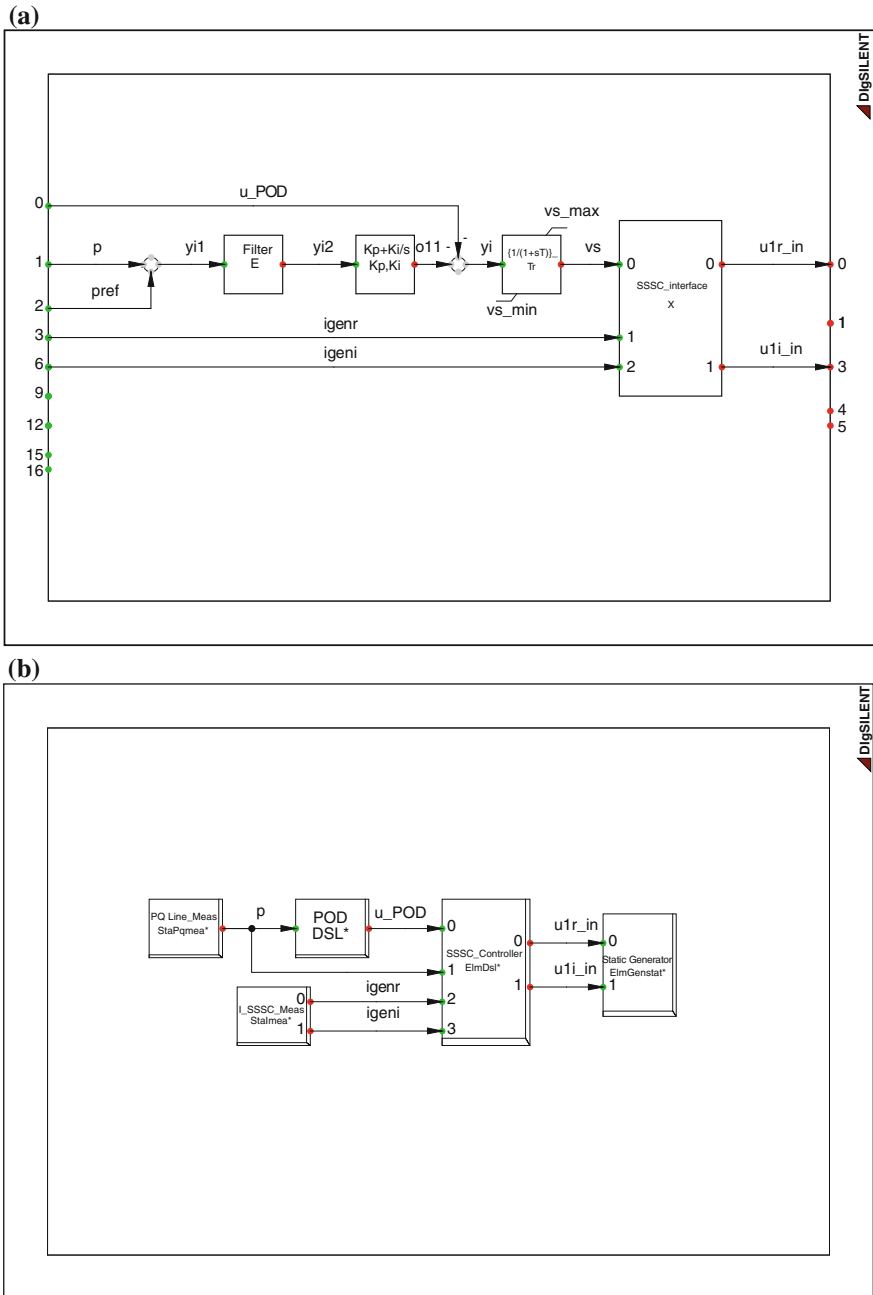 (a)
DIgSILENT
0
u_POD
vs_max
1
p
yi1
Filter
E
yi2
Kp+Ki/s
Kp,Ki
o11
-
-
yi
{1/(1+sT)}_
Tr
vs
0
SSSC_interface
X
0
u1r_in
0
2
pref
vs_min
1
3
igenr
1
6
igeni
2
1
u1i_in
3
9
4
12
5
15
16
(b)
DIgSILENT
PQ Line_Meas
StaPqmea*
p
POD
DSL*
u_POD
0
SSSC_Controller
ElmDsl*
0
u1r_in
0
Static Generator
ElmGenstat*
1
1
u1i_in
1
I_SSSC_Meas
StaImea*
0
igenr
2
1
igeni
3